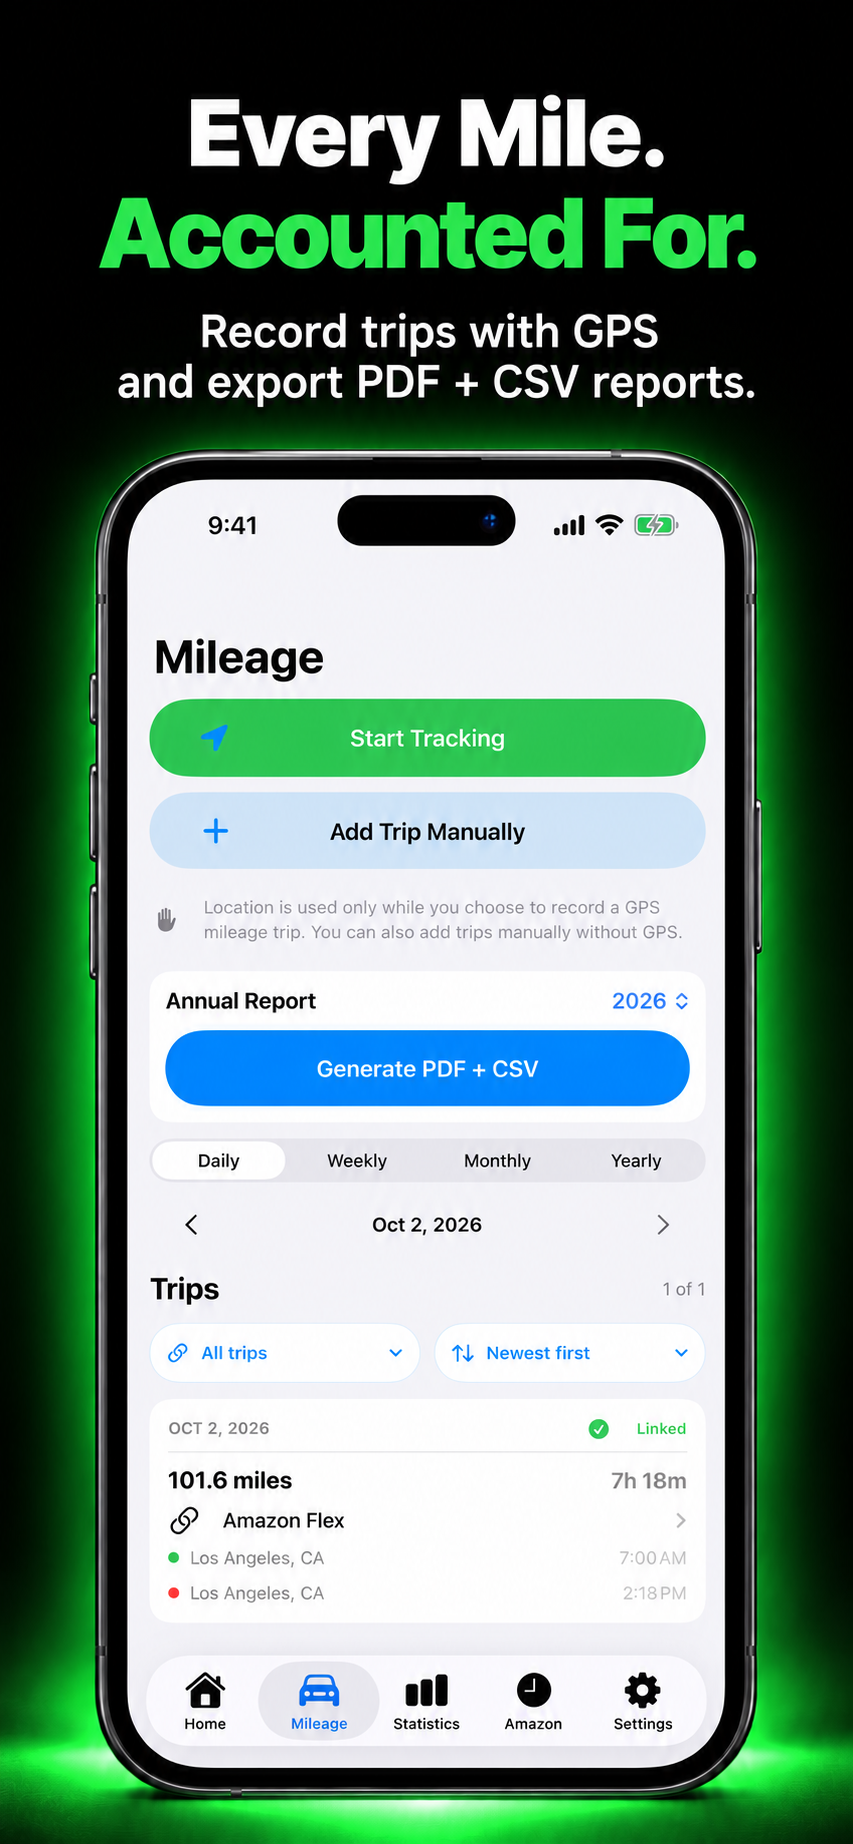 Every Mile.
Accounted For.
Record trips with GPS
and export PDF + CSV reports.
9:41
Mileage
Start Tracking
Add Trip Manually
Location is used only while you choose to record a GPS
mileage trip. You can also add trips manually without GPS.
Annual Report 2026
Generate PDF + CSV
Daily Weekly Monthly Yearly
Oct 2, 2026
Trips 1 of 1
All trips Newest first
OCT 2, 2026 Linked
101.6 miles 7h 18m
Amazon Flex
Los Angeles, CA 7:00 AM
Los Angeles, CA 2:18 PM
Home Mileage Statistics Amazon Settings